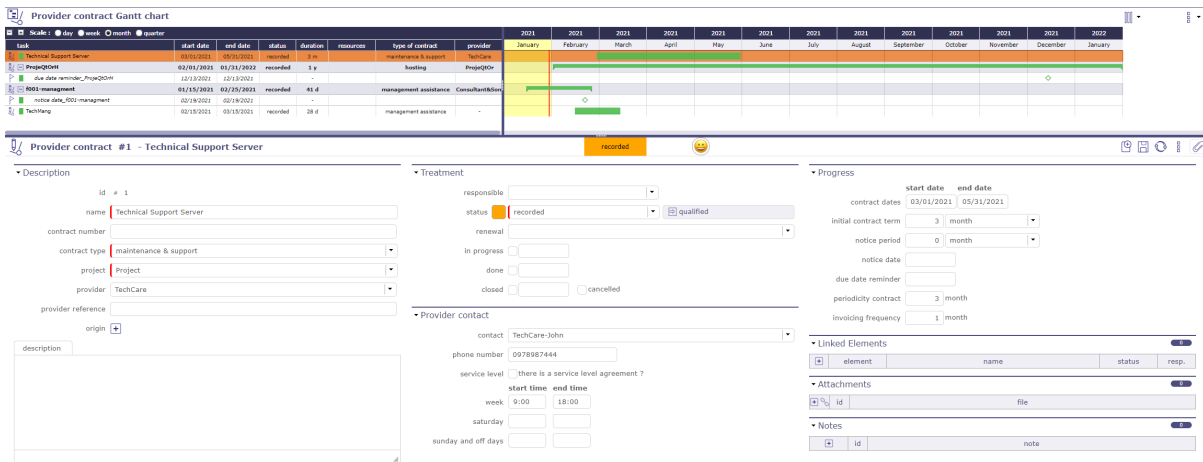 Provider contract Gantt chart
Scale : day week month quarter
2021 2021 2021 2021 2021 2021 2021 2021 2021 2021 2021 2021 2022
task start date end date status duration resources type of contract provider
January February March April May June July August September October November December January
Technical Support Server 03/01/2021 05/31/2021 recorded 3 m maintenance & support TechCare
ProjeQtOrH 02/01/2021 01/31/2022 recorded 1 y hosting ProjeQtOr
due date reminder_ProjeQtOrH 12/13/2021 12/13/2021 -
f001-managment 01/15/2021 02/25/2021 recorded 41 d management assistance Consultant&Son
notice date_f001-managment 02/19/2021 02/19/2021 -
TechMang 02/15/2021 03/15/2021 recorded 28 d management assistance -
Provider contract #1 - Technical Support Server
recorded
Description
id # 1
name Technical Support Server
contract number
contract type maintenance & support
project Project
provider TechCare
provider reference
origin
description
Treatment
responsible
status recorded qualified
renewal
in progress
done
closed cancelled
Provider contact
contact TechCare-John
phone number 0978987444
service level there is a service level agreement ?
start time end time
week 9:00 18:00
saturday
sunday and off days
Progress
start date end date
contract dates 03/01/2021 05/31/2021
initial contract term 3 month
notice period 0 month
notice date
due date reminder
periodicity contract 3 month
invoicing frequency 1 month
Linked Elements 0
element name status resp.
Attachments 0
id file
Notes 0
id note